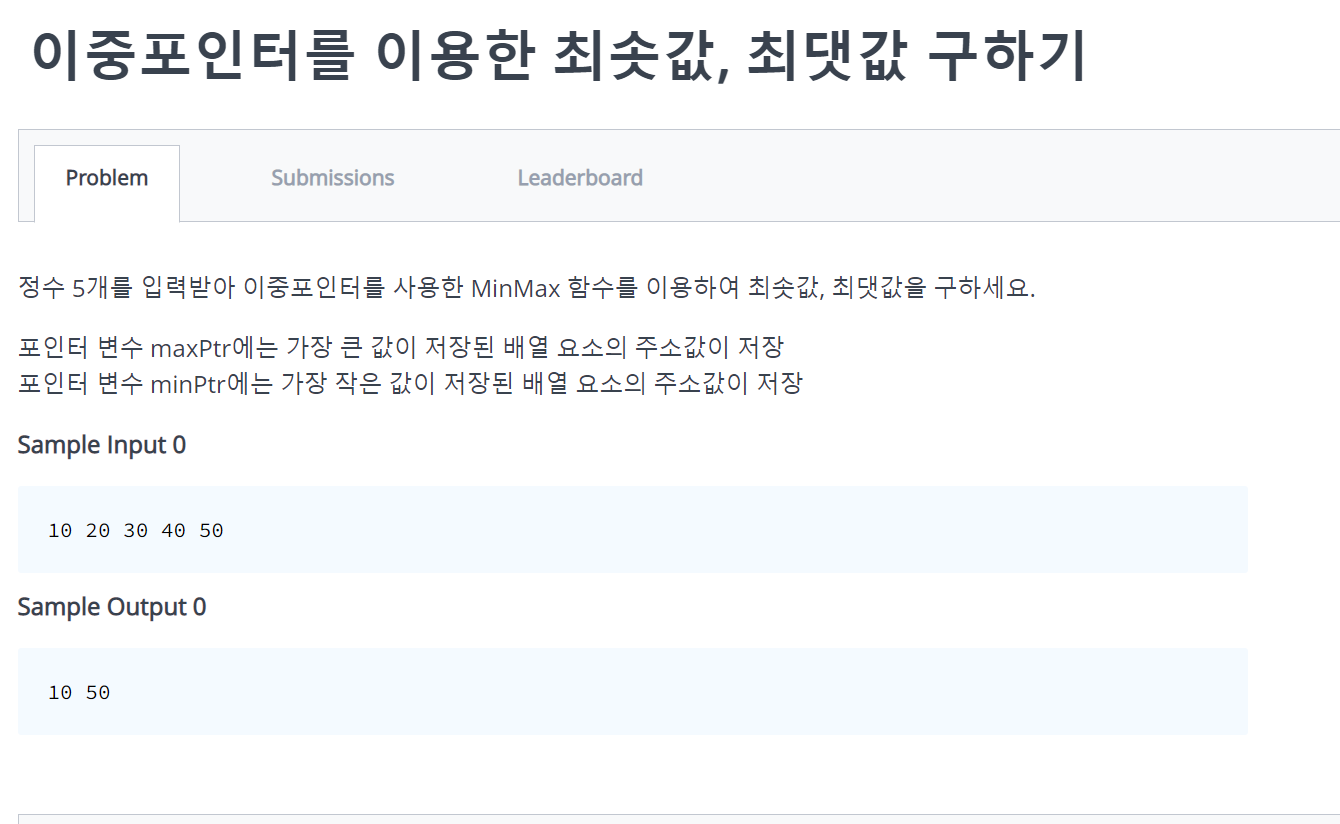 이중포인터를 이용한 최솟값, 최댓값 구하기
Problem
Submissions
Leaderboard
정수 5개를 입력받아 이중포인터를 사용한 MinMax 함수를 이용하여 최솟값, 최댓값을 구하세요.
포인터 변수 maxPtr에는 가장 큰 값이 저장된 배열 요소의 주소값이 저장
포인터 변수 minPtr에는 가장 작은 값이 저장된 배열 요소의 주소값이 저장
Sample Input 0
10 20 30 40 50
Sample Output 0
10 50